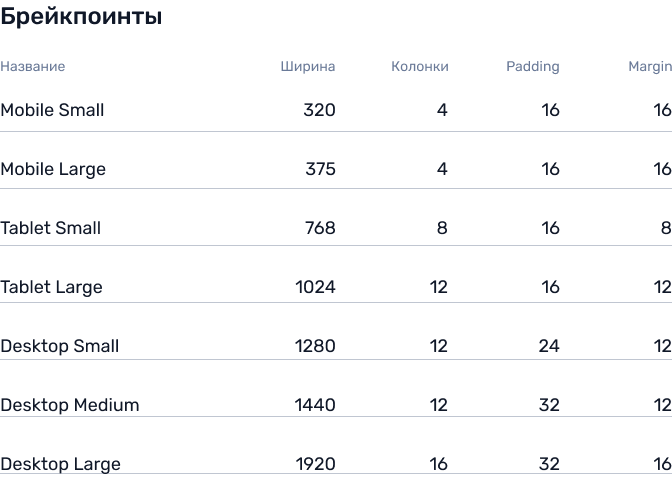 Брейкпоинты
Название Ширина Колонки Padding Margin
Mobile Small 320 4 16 16
Mobile Large 375 4 16 16
Tablet Small 768 8 16 8
Tablet Large 1024 12 16 12
Desktop Small 1280 12 24 12
Desktop Medium 1440 12 32 12
Desktop Large 1920 16 32 16